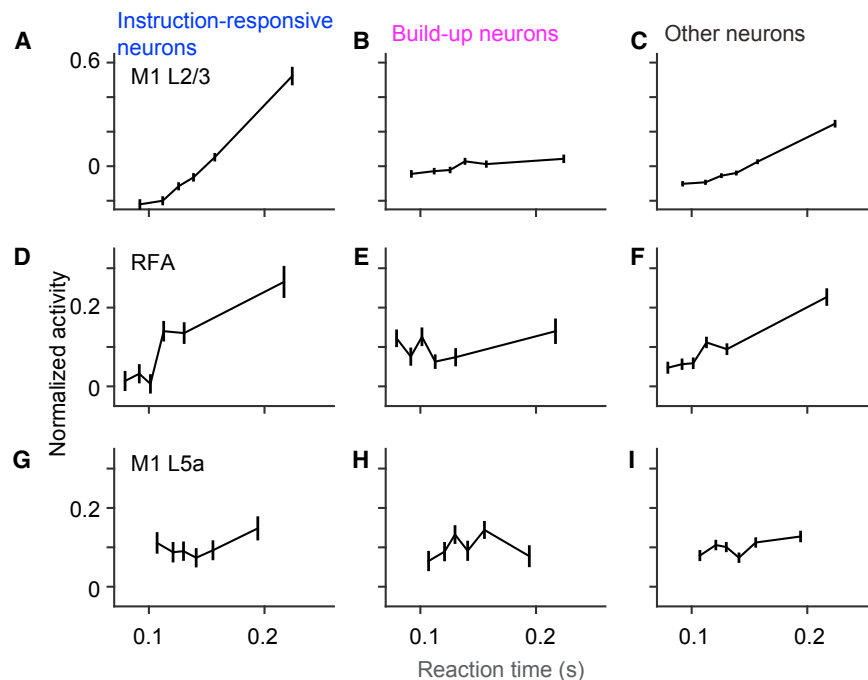 A
Instruction-responsive
neurons
B
Build-up neurons
C
Other neurons
0.6
M1 L2/3
0
D
RFA
E
F
Normalized activity
0.2
0
G
M1 L5a
H
I
0.2
0
0.1
0.2
0.1
0.2
0.1
0.2
Reaction time (s)